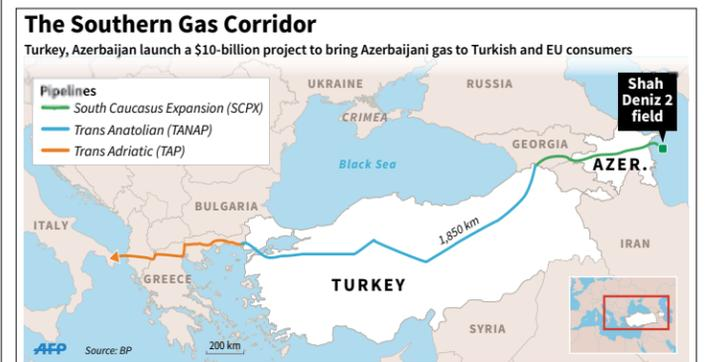 The Southern Gas Corridor
Turkey, Azerbaijan launch a $10-billion project to bring Azerbaijani gas to Turkish and EU consumers
Pipelines
South Caucasus Expansion (SCPX)
Trans Anatolian (TANAP)
Trans Adriatic (TAP)
UKRAINE
RUSSIA
Shah
Deniz 2
field
CRIMEA
GEORGIA
Black Sea
AZER.
BULGARIA
ITALY
1,850 km
IRAN
GREECE
TURKEY
SYRIA
200 km
AFP
Source: BP